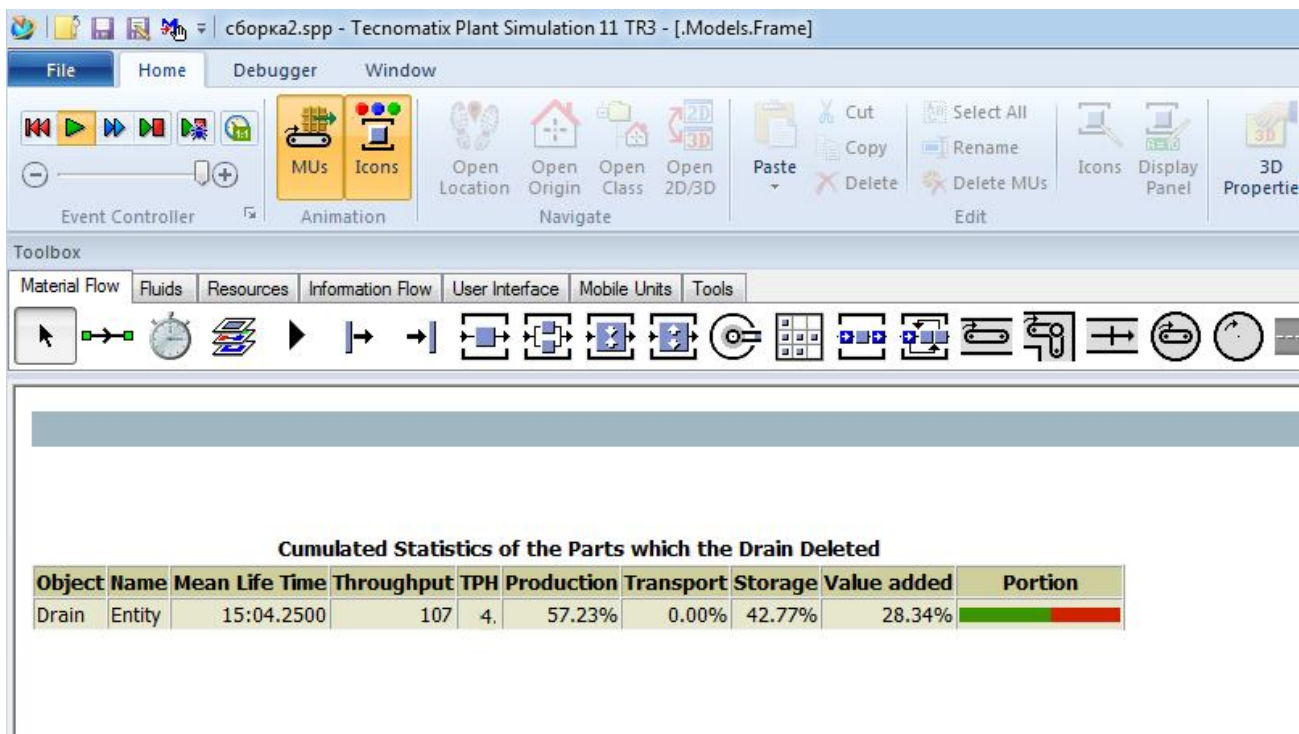 сборка2.spp - Tecnomatix Plant Simulation 11 TR3 - [.Models.Frame]
File Home Debugger Window
Cut Select All
Copy Rename
Delete Delete MUs
MUs Icons Open Location Open Origin Open Class Open 2D/3D Paste Icons Display Panel 3D Propertie
Event Controller Animation Navigate Edit
Toolbox
Material Flow Fluids Resources Information Flow User Interface Mobile Units Tools
Cumulated Statistics of the Parts which the Drain Deleted
Object Name Mean Life Time Throughput TPH Production Transport Storage Value added Portion
Drain Entity 15:04.2500 107 4. 57.23% 0.00% 42.77% 28.34%